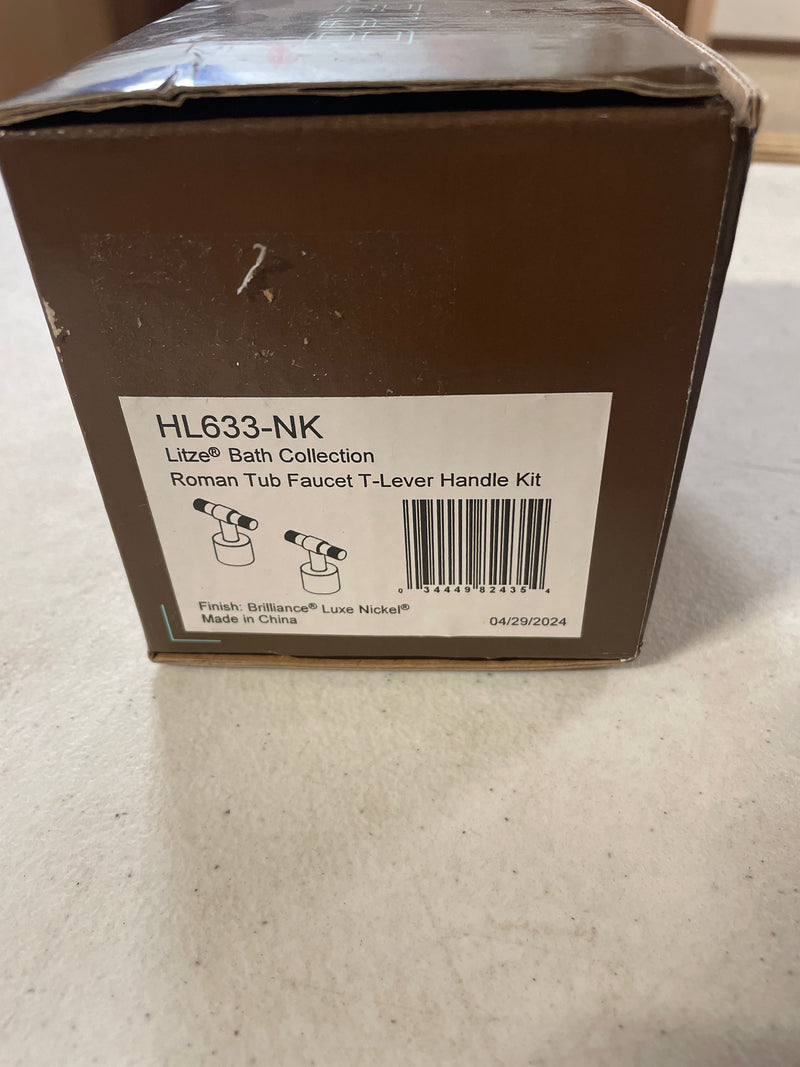 HL633-NK
Litze® Bath Collection
Roman Tub Faucet T-Lever Handle Kit
0 34449 82435 4
Finish: Brilliance® Luxe Nickel®
Made in China
04/29/2024